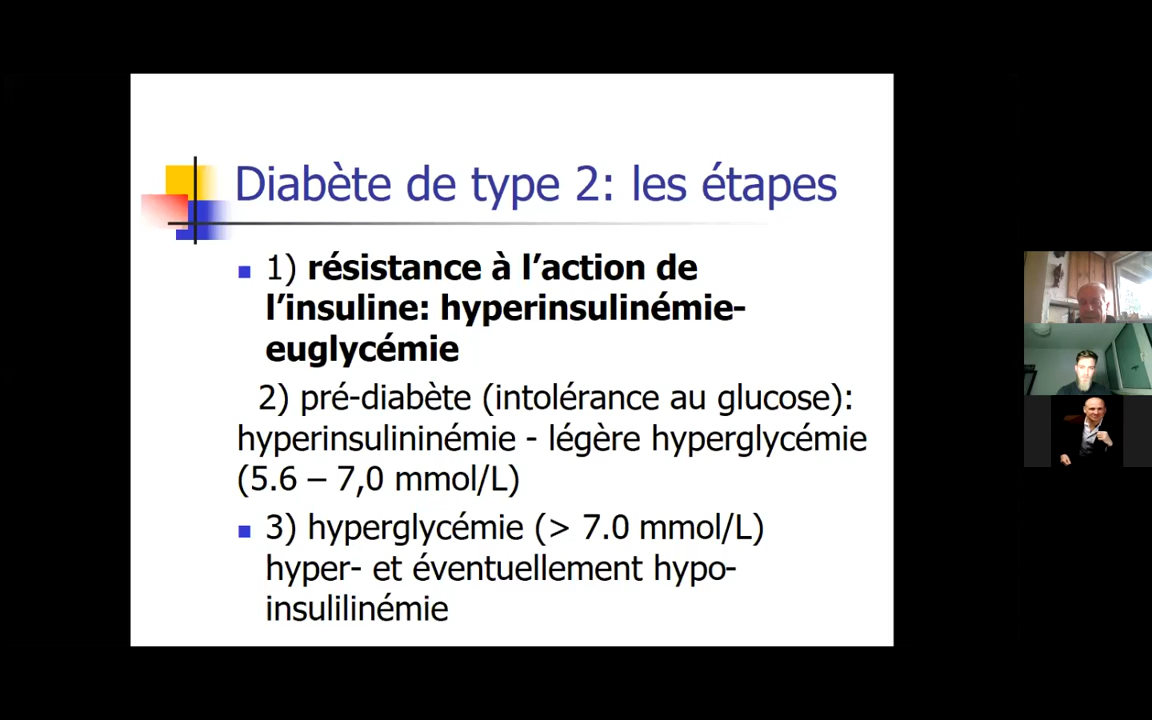 Diabète de type 2: les étapes
1) résistance à l’action de
l’insuline: hyperinsulinémie-
euglycémie
2) pré-diabète (intolérance au glucose):
hyperinsulininémie - légère hyperglycémie
(5.6 – 7,0 mmol/L)
3) hyperglycémie (> 7.0 mmol/L)
hyper- et éventuellement hypo-
insulilinémie